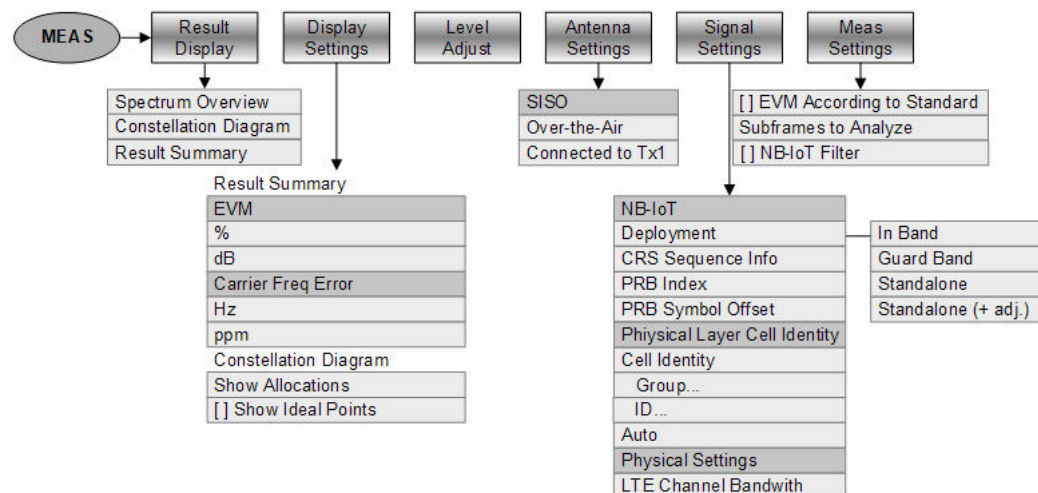 MEAS
Result
Display
Display
Settings
Level
Adjust
Antenna
Settings
Signal
Settings
Meas
Settings
Spectrum Overview
Constellation Diagram
Result Summary
SISO
Over-the-Air
Connected to Tx1
[ ] EVM According to Standard
Subframes to Analyze
[ ] NB-IoT Filter
Result Summary
EVM
%
dB
Carrier Freq Error
Hz
ppm
Constellation Diagram
Show Allocations
[ ] Show Ideal Points
NB-IoT
Deployment
CRS Sequence Info
PRB Index
PRB Symbol Offset
Phiysical Layer Cell Identity
Cell Identity
Group...
ID...
Auto
Physical Settings
LTE Channel Bandwith
In Band
Guard Band
Standalone
Standalone (+ adj.)